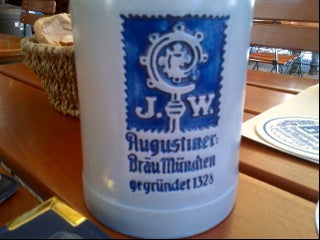 J. W.
Augustiner-
Bräu München
gegründet 1328